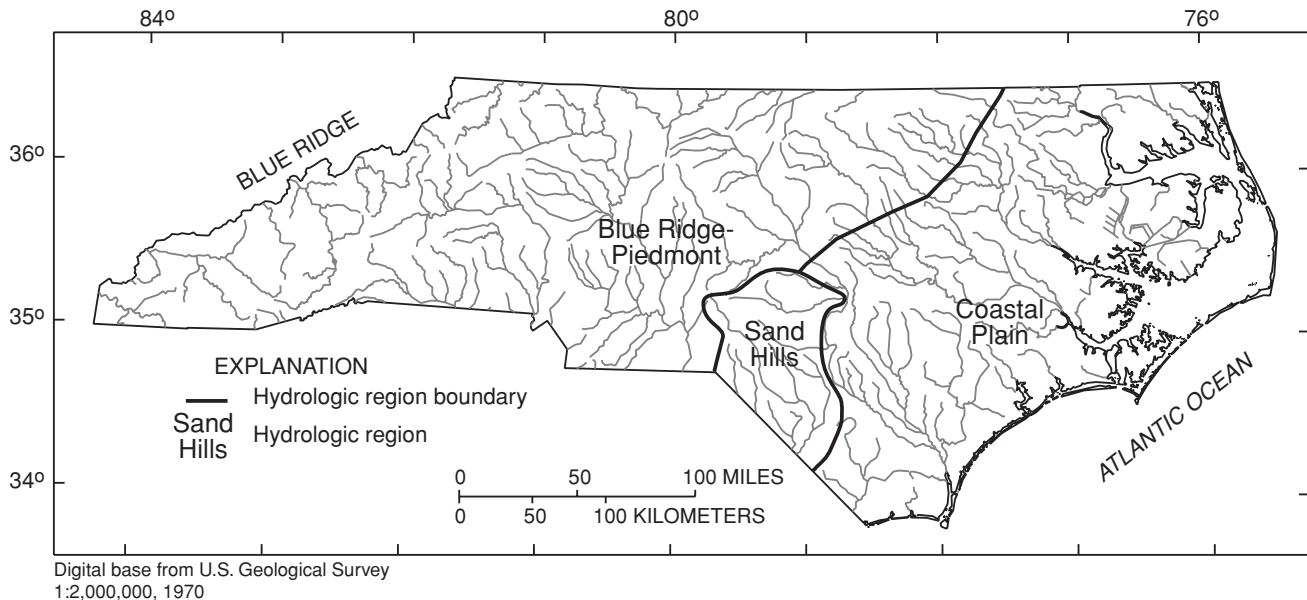 84º 80º 76º
BLUE RIDGE
36º
Blue Ridge-
Piedmont
35º
Sand
Hills
Coastal
Plain
EXPLANATION
Hydrologic region boundary
Sand
Hills
Hydrologic region
ATLANTIC OCEAN
34º
0 50 100 MILES
0 50 100 KILOMETERS
Digital base from U.S. Geological Survey
1:2,000,000, 1970